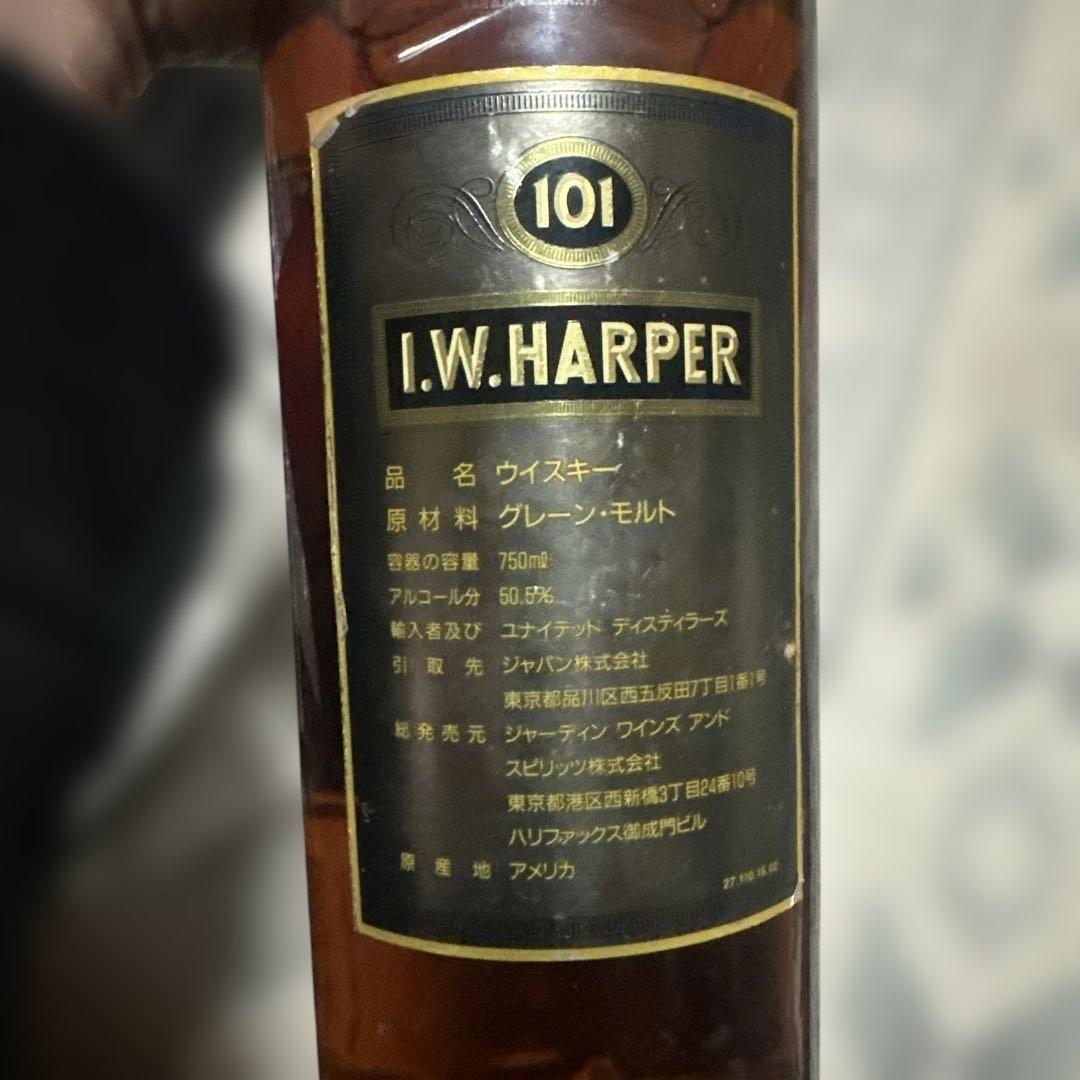 101
I.W.HARPER
品名 ウイスキー
原材料 グレーン・モルト
容器の容量 750mℓ
アルコール分 50.5%
輸入者及び ユナイテッド ディスティラーズ
引取先 ジャパン株式会社
東京都品川区西五反田7丁目1番1号
総発売元 ジャーディン ワインズ アンド
スピリッツ株式会社
東京都港区西新橋3丁目24番10号
ハリファックス御成門ビル
原産地 アメリカ